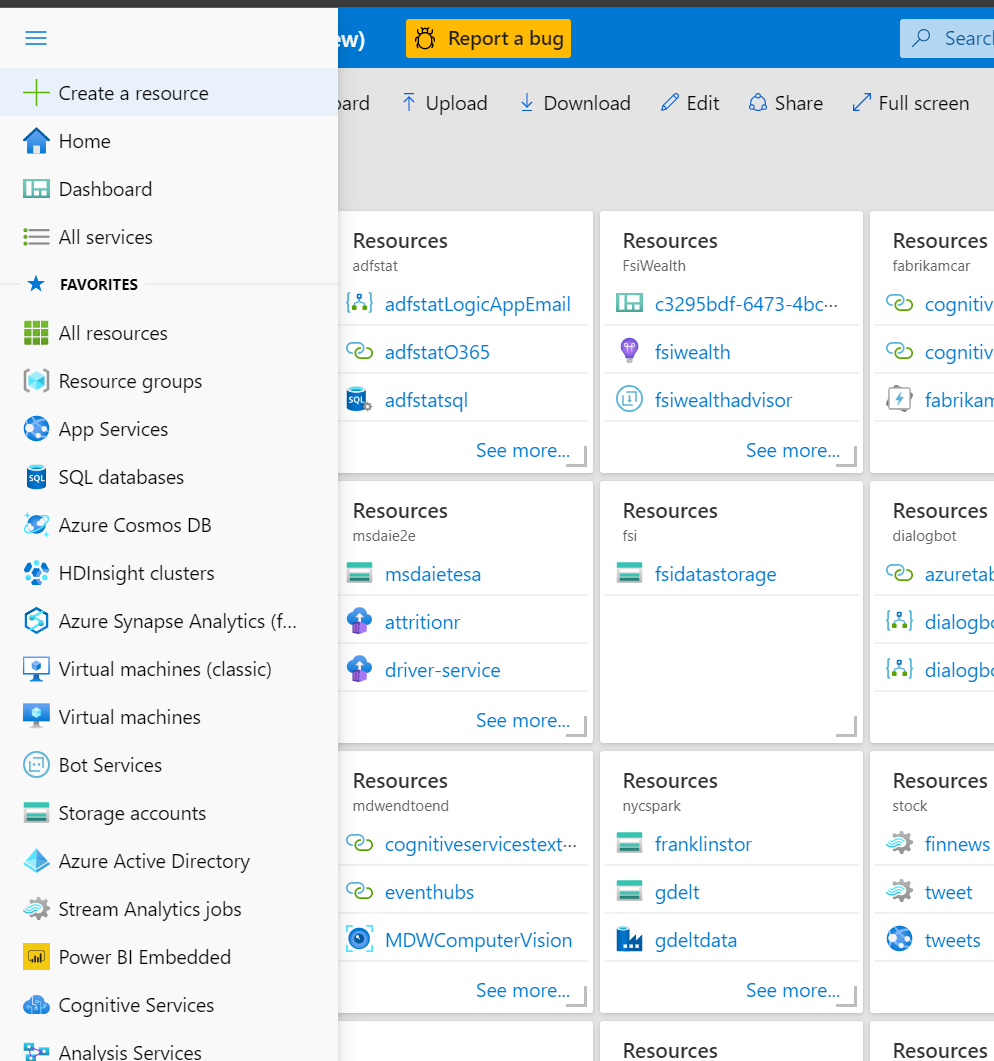 ew)
Report a bug
Search
Create a resource
Home
Dashboard
All services
FAVORITES
All resources
Resource groups
App Services
SQL databases
Azure Cosmos DB
HDInsight clusters
Azure Synapse Analytics (f...
Virtual machines (classic)
Virtual machines
Bot Services
Storage accounts
Azure Active Directory
Stream Analytics jobs
Power BI Embedded
Cognitive Services
Analysis Services
oard
Upload
Download
Edit
Share
Full screen
Resources
adfstat
adfstatLogicAppEmail
adfstatO365
adfstatsql
See more...
Resources
FsiWealth
c3295bdf-6473-4bc···
fsiwealth
fsiwealthadvisor
See more...
Resources
fabrikamcar
cognitiv
cognitiv
fabrikam
Resources
msdaie2e
msdaietesa
attritionr
driver-service
See more...
Resources
fsi
fsidatastorage
Resources
dialogbot
azuretab
dialogbo
dialogbo
Resources
mdwendtoend
cognitiveservicestext···
eventhubs
MDWComputerVision
See more...
Resources
nycspark
franklinstor
gdelt
gdeltdata
See more...
Resources
stock
finnews
tweet
tweets
Resources
Resources